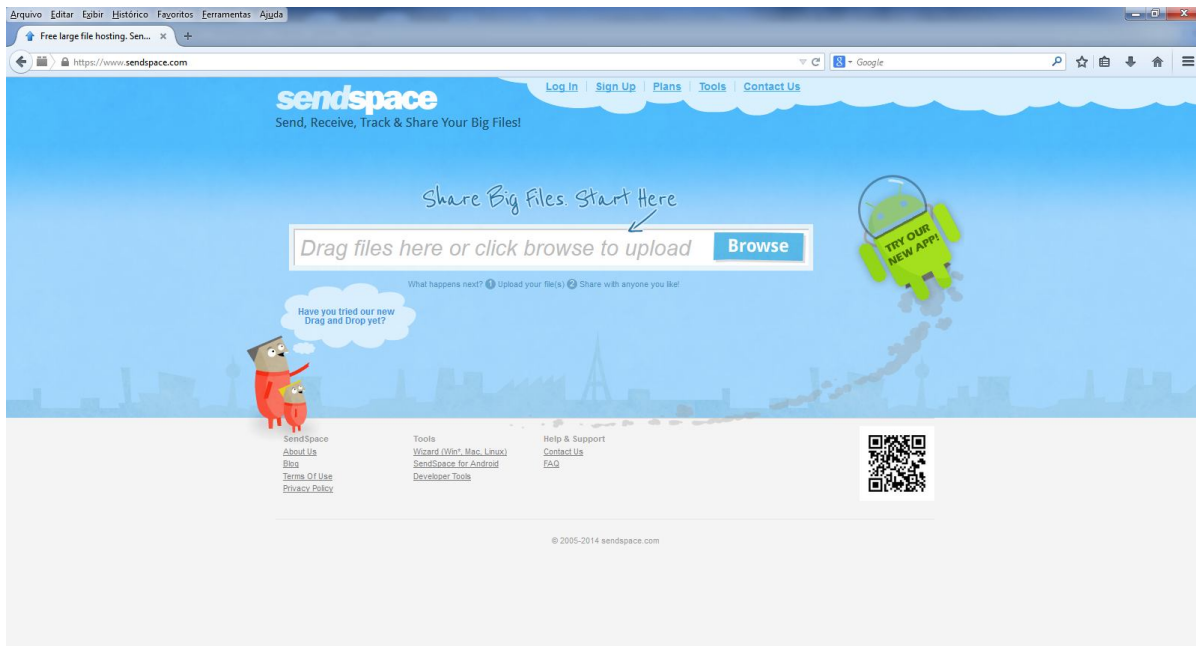 Arquivo Editar Exibir Histórico Favoritos Ferramentas Ajuda
Free large file hosting. Sen...
https://www.sendspace.com
Google
sendspace
Log In Sign Up Plans Tools Contact Us
Send, Receive, Track & Share Your Big Files!
Share Big Files. Start Here
Drag files here or click browse to upload
Browse
TRY OUR
NEW APP!
What happens next? 1 Upload your file(s) 2 Share with anyone you like!
Have you tried our new
Drag and Drop yet?
SendSpace Tools Help & Support
About Us Wizard (Win*, Mac, Linux) Contact Us
Blog SendSpace for Android FAQ
Terms Of Use Developer Tools
Privacy Policy
© 2005-2014 sendspace.com